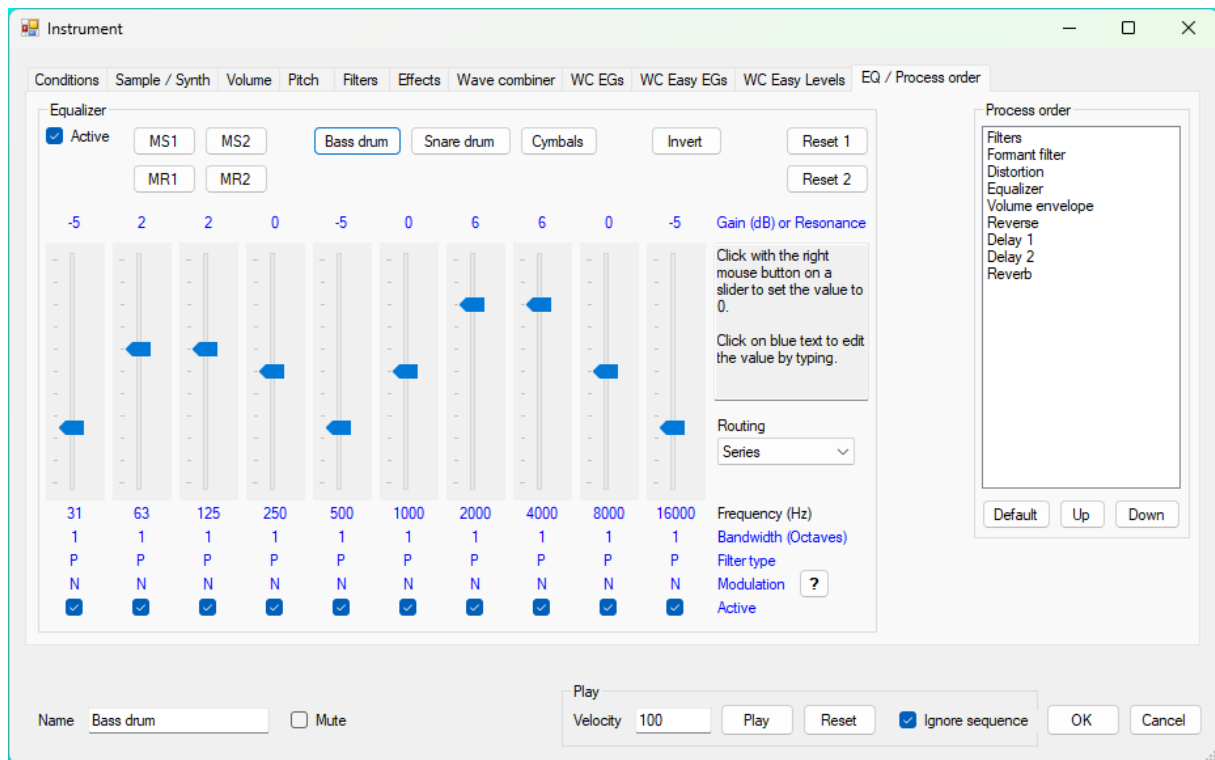 Instrument
Conditions Sample / Synth Volume Pitch Filters Effects Wave combiner WC EGs WC Easy EGs WC Easy Levels EQ / Process order
Equalizer
Active MS1 MS2 Bass drum Snare drum Cymbals Invert Reset 1
MR1 MR2 Reset 2
-5 2 2 0 -5 0 6 6 0 -5 Gain (dB) or Resonance
Click with the right
mouse button on a
slider to set the value to
0.
Click on blue text to edit
the value by typing.
Routing
Series
31 63 125 250 500 1000 2000 4000 8000 16000 Frequency (Hz)
1 1 1 1 1 1 1 1 1 1 Bandwidth (Octaves)
P P P P P P P P P P Filter type
N N N N N N N N N N Modulation ?
Active
Process order
Filters
Formant filter
Distortion
Equalizer
Volume envelope
Reverse
Delay 1
Delay 2
Reverb
Default Up Down
Name Bass drum Mute
Play
Velocity 100 Play Reset Ignore sequence OK Cancel